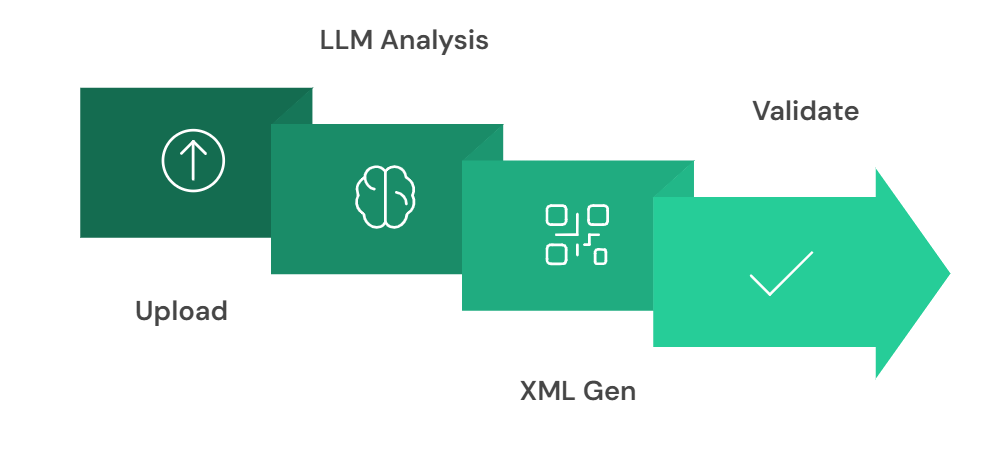 LLM Analysis
Validate
Upload
XML Gen